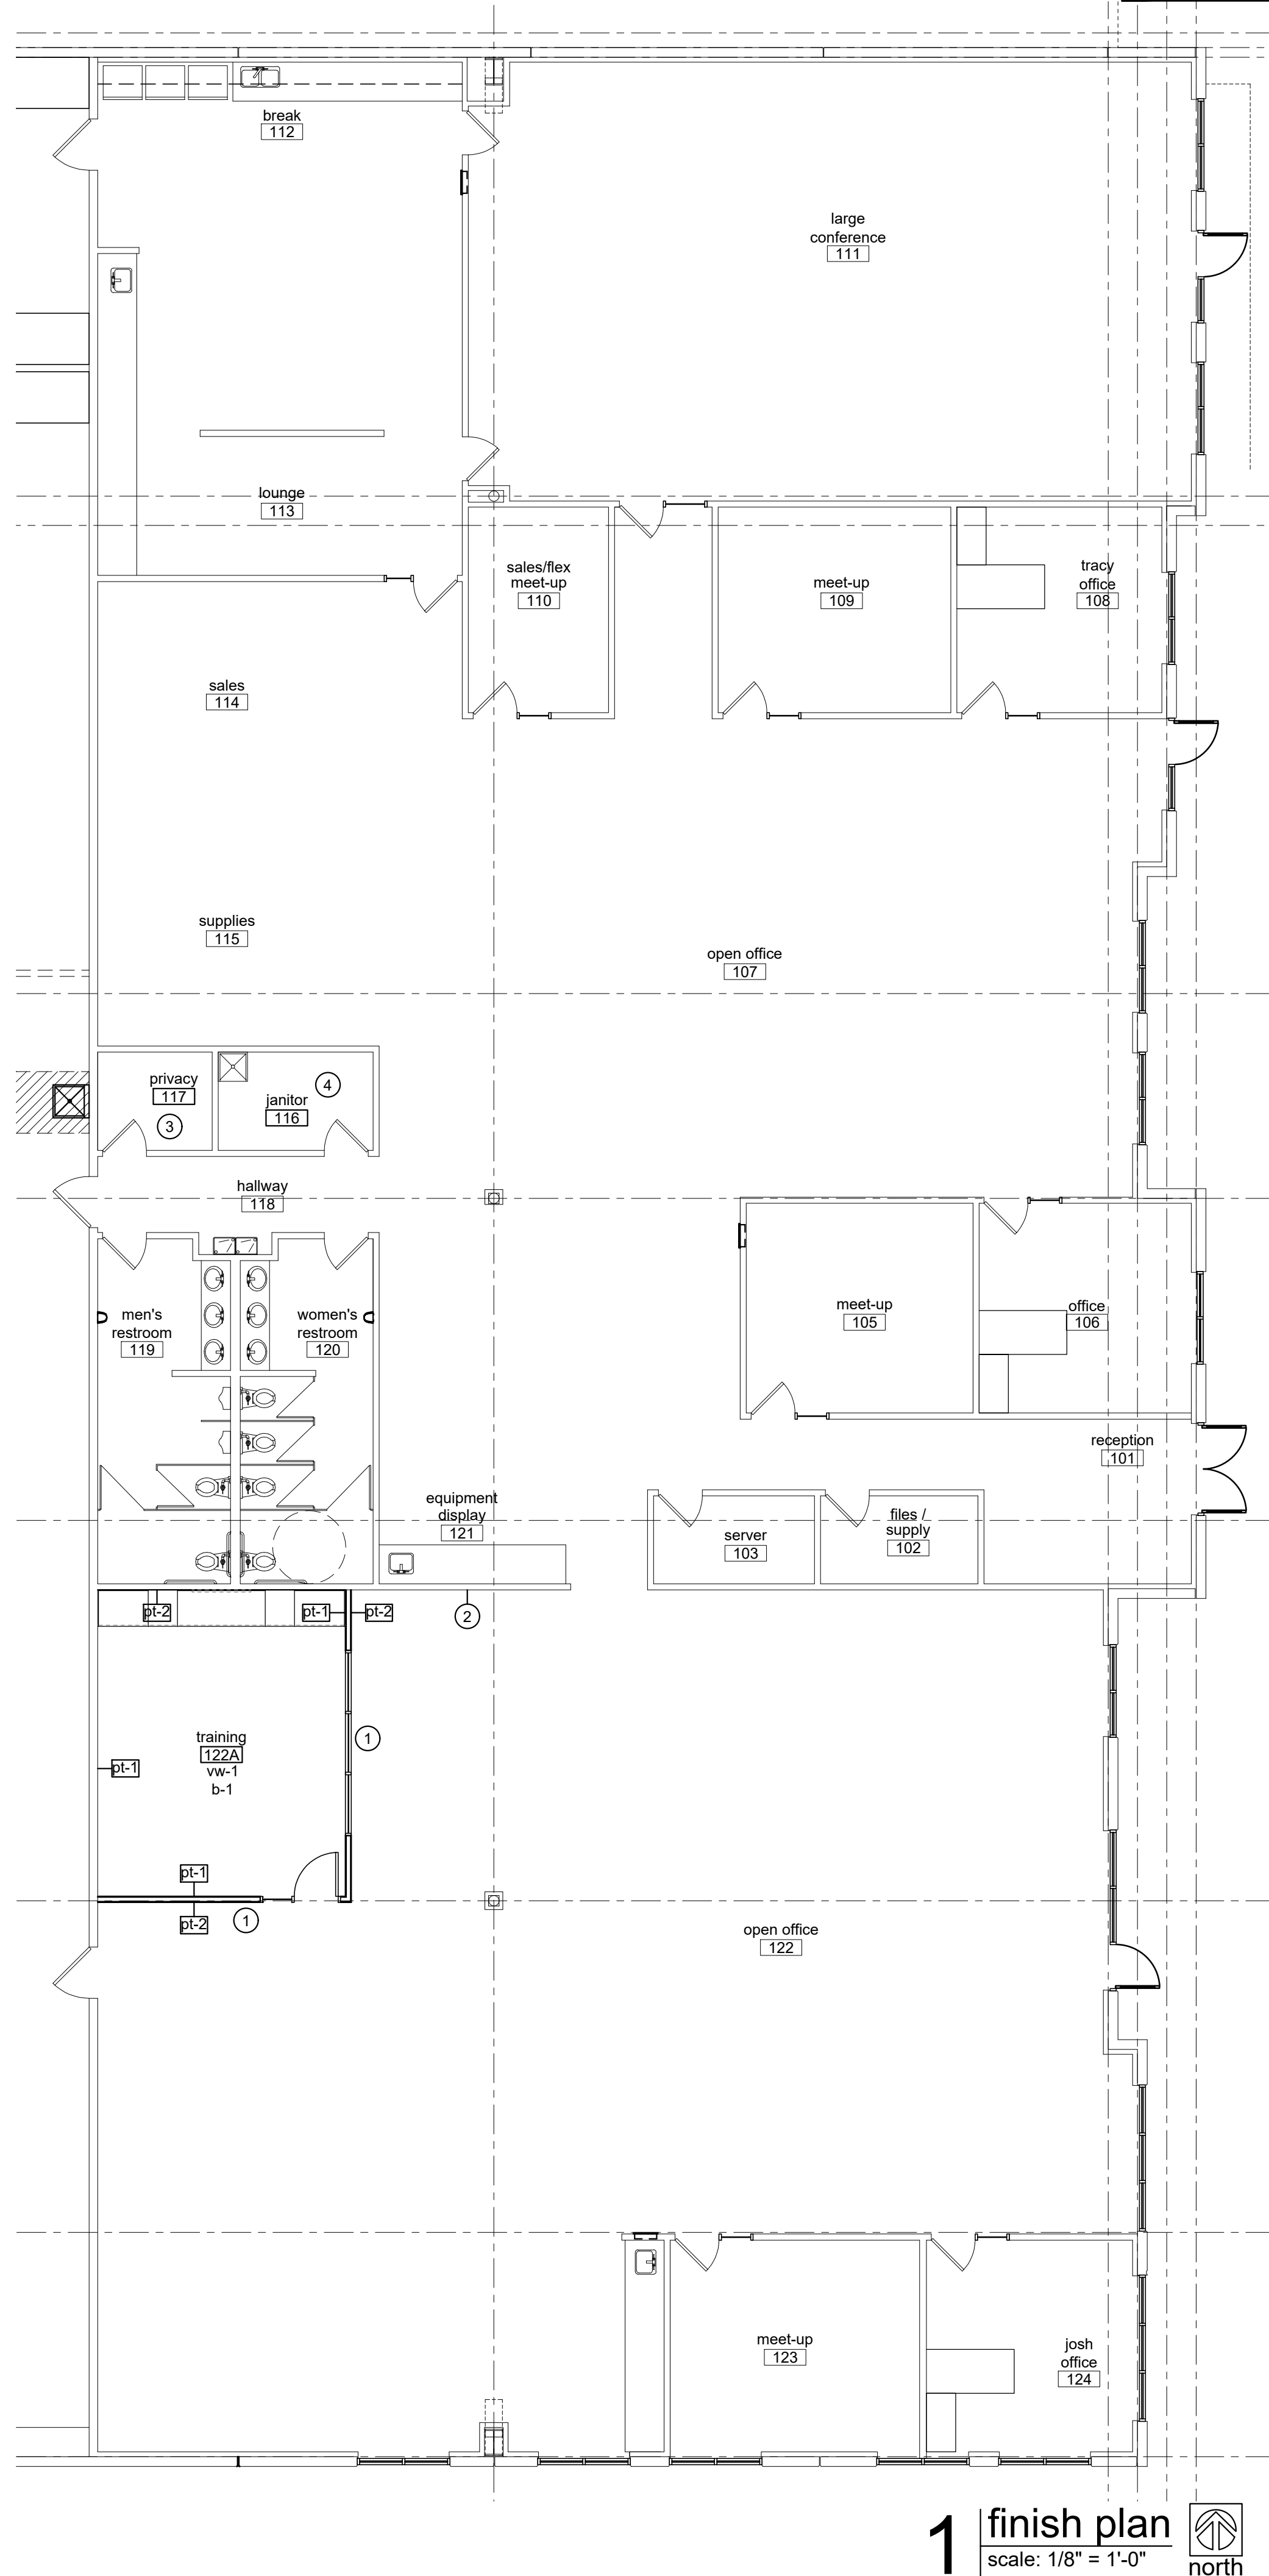 break
112
large
conference
111
lounge
113
sales/flex
meet-up
110
meet-up
109
tracy
office
108
sales
114
supplies
115
open office
107
privacy
117
3
4
janitor
116
hallway
118
men's
restroom
119
women's
restroom
120
meet-up
105
office
106
reception
101
equipment
display
121
server
103
files /
supply
102
pt-2
pt-1
pt-2
2
training
122A
vw-1
b-1
1
pt-1
pt-1
pt-2
1
open office
122
meet-up
123
josh
office
124
1
finish plan
scale: 1/8" = 1'-0"
north